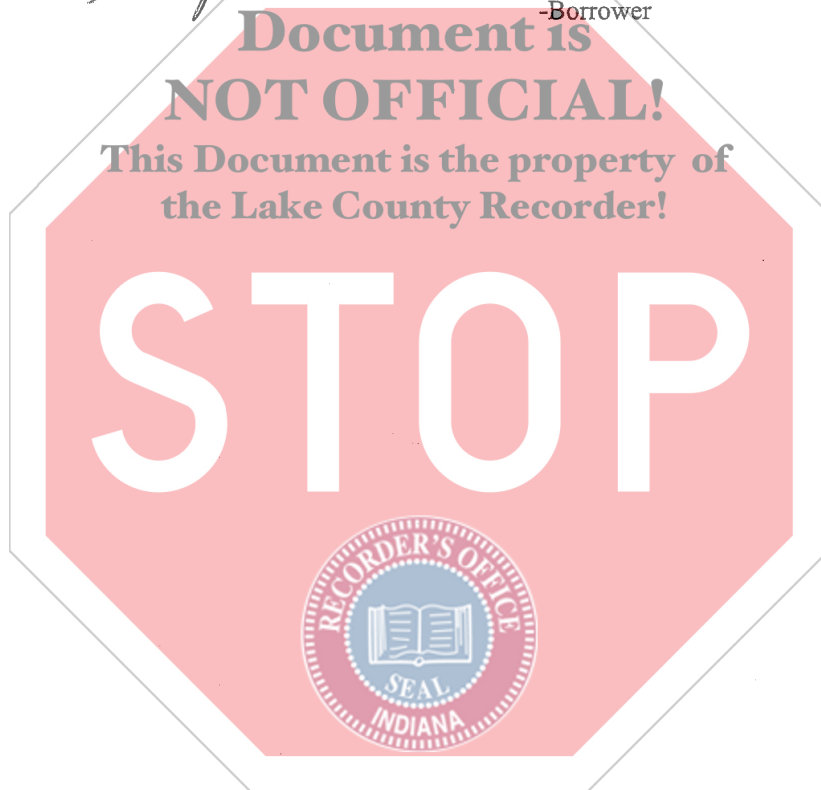 -Borrower
Document is
NOT OFFICIAL!
This Document is the property of
the Lake County Recorder!
STOP
RECORDER'S OFFICE
SEAL
INDIANA